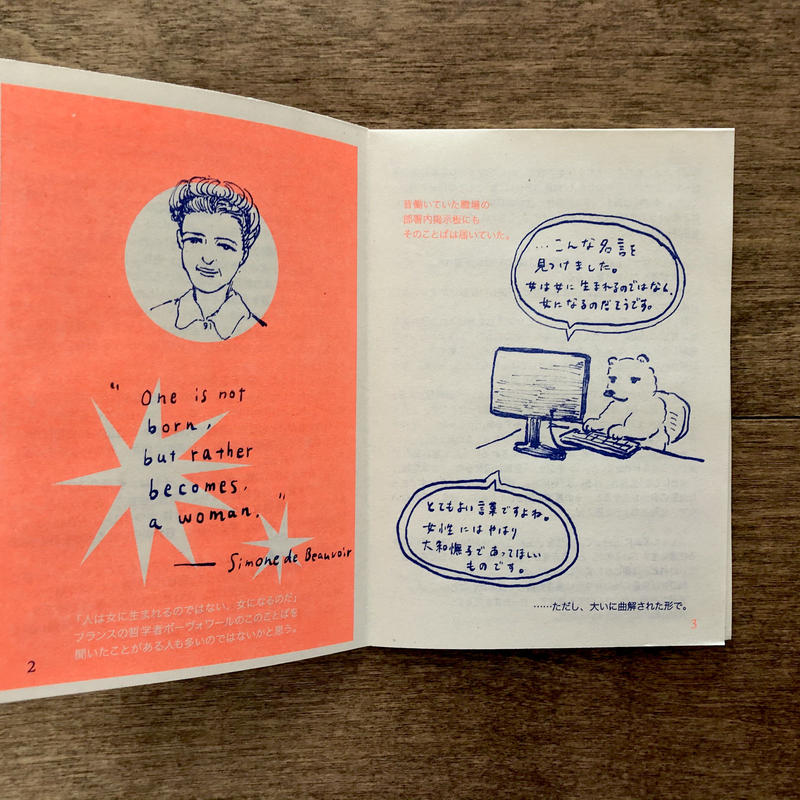 “ One is not
born,
but rather
becomes,
a woman. ”
— Simone de Beauvoir
「人は女に生まれるのではない、女になるのだ」
フランスの哲学者ボーヴォワールのこのことばを
聞いたことがある人も多いのではないかと思う。
2
昔働いていた職場の
部署内掲示板にも
そのことばは届いていた。
…こんな名言を
見つけました。
女は女に生まれるのではなく、
女になるのだそうです。
とてもよい言葉ですよね。
女性にはやはり
大和撫子であってほしい
ものです。
……ただし、大いに曲解された形で。
3